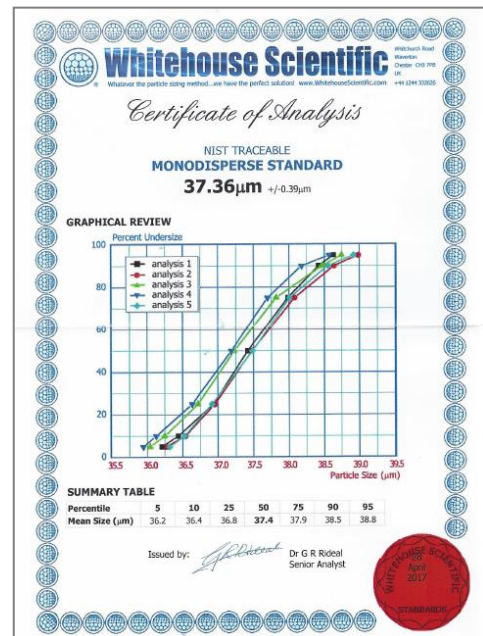 Whitehouse Scientific
®
Whitchurch Road
Waverton
Chester CH3 7PB
UK
+44 1244 332626
Whatever the particle sizing method...we have the perfect solution! www.WhitehouseScientific.com
Certificate of Analysis
NIST TRACEABLE
MONODISPERSE STANDARD
37.36µm +/-0.39µm
GRAPHICAL REVIEW
Percent Undersize
100
80
60
40
20
0
analysis 1
analysis 2
analysis 3
analysis 4
analysis 5
35.5 36.0 36.5 37.0 37.5 38.0 38.5 39.0 39.5
Particle Size (µm)
SUMMARY TABLE
Percentile 5 10 25 50 75 90 95
Mean Size (µm) 36.2 36.4 36.8 37.4 37.9 38.5 38.8
Issued by: Dr G R Rideal
Senior Analyst
WHITEHOUSE SCIENTIFIC
April
2017
STANDARDS